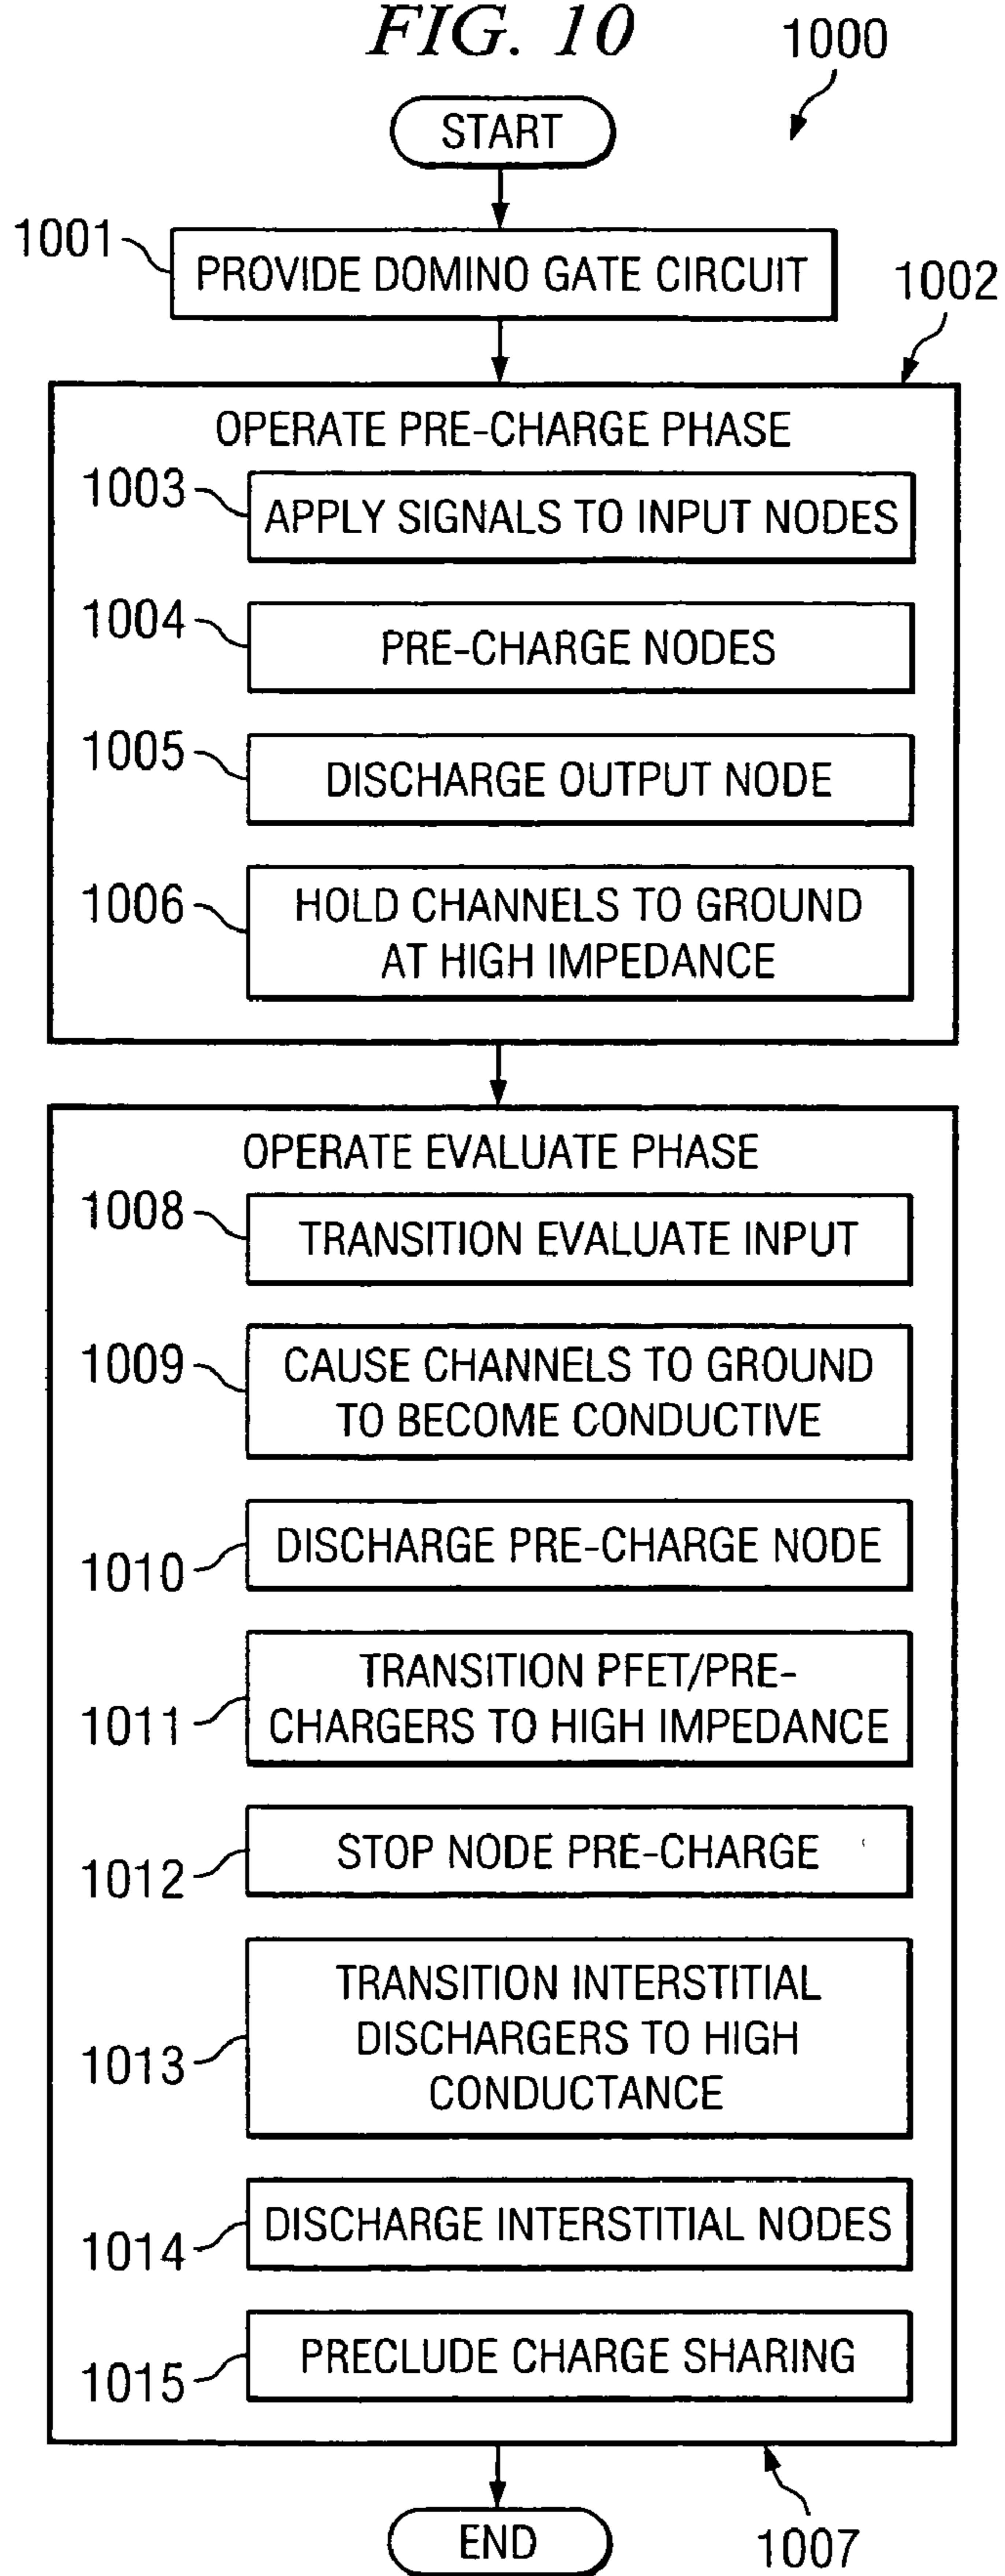 FIG. 10
1000
START
1001
PROVIDE DOMINO GATE CIRCUIT
1002
OPERATE PRE-CHARGE PHASE
1003
APPLY SIGNALS TO INPUT NODES
1004
PRE-CHARGE NODES
1005
DISCHARGE OUTPUT NODE
1006
HOLD CHANNELS TO GROUND
AT HIGH IMPEDANCE
OPERATE EVALUATE PHASE
1008
TRANSITION EVALUATE INPUT
1009
CAUSE CHANNELS TO GROUND
TO BECOME CONDUCTIVE
1010
DISCHARGE PRE-CHARGE NODE
1011
TRANSITION PFET/PRE-
CHARGERS TO HIGH IMPEDANCE
1012
STOP NODE PRE-CHARGE
1013
TRANSITION INTERSTITIAL
DISCHARGERS TO HIGH
CONDUCTANCE
1014
DISCHARGE INTERSTITIAL NODES
1015
PRECLUDE CHARGE SHARING
1007
END